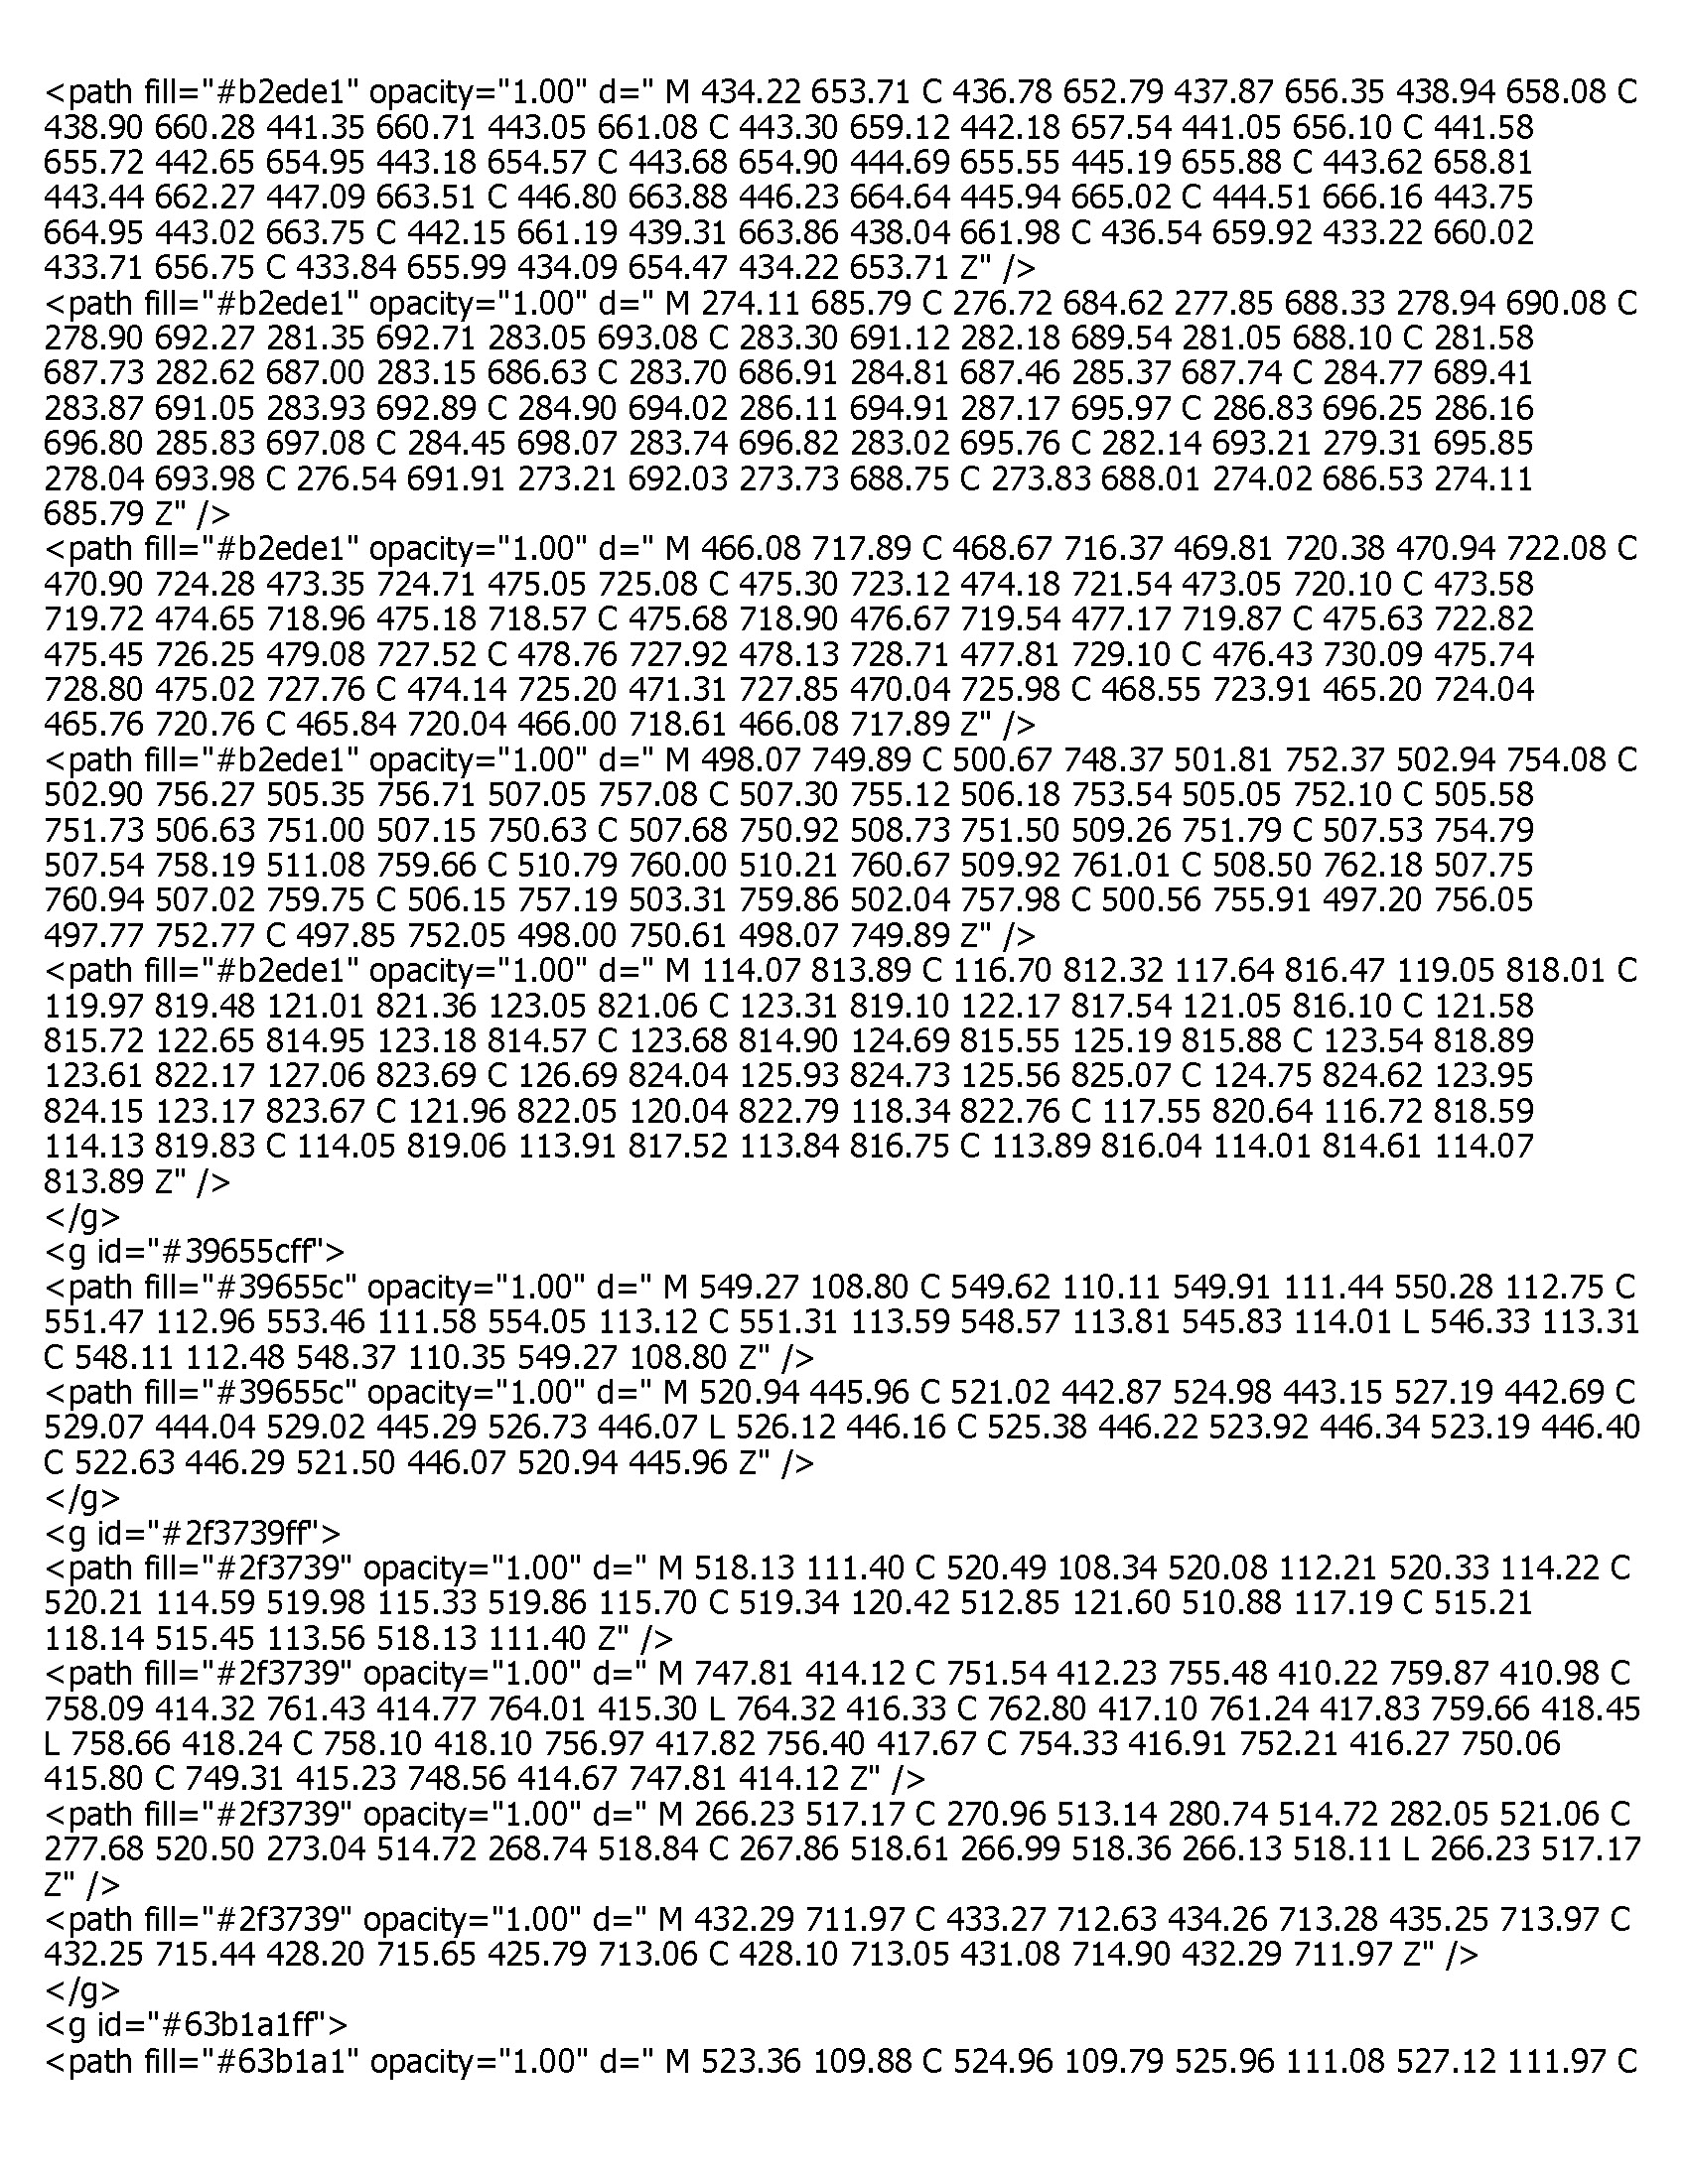 <path fill="#b2ede1" opacity="1.00" d=" M 434.22 653.71 C 436.78 652.79 437.87 656.35 438.94 658.08 C
438.90 660.28 441.35 660.71 443.05 661.08 C 443.30 659.12 442.18 657.54 441.05 656.10 C 441.58
655.72 442.65 654.95 443.18 654.57 C 443.68 654.90 444.69 655.55 445.19 655.88 C 443.62 658.81
443.44 662.27 447.09 663.51 C 446.80 663.88 446.23 664.64 445.94 665.02 C 444.51 666.16 443.75
664.95 443.02 663.75 C 442.15 661.19 439.31 663.86 438.04 661.98 C 436.54 659.92 433.22 660.02
433.71 656.75 C 433.84 655.99 434.09 654.47 434.22 653.71 Z" />
<path fill="#b2ede1" opacity="1.00" d=" M 274.11 685.79 C 276.72 684.62 277.85 688.33 278.94 690.08 C
278.90 692.27 281.35 692.71 283.05 693.08 C 283.30 691.12 282.18 689.54 281.05 688.10 C 281.58
687.73 282.62 687.00 283.15 686.63 C 283.70 686.91 284.81 687.46 285.37 687.74 C 284.77 689.41
283.87 691.05 283.93 692.89 C 284.90 694.02 286.11 694.91 287.17 695.97 C 286.83 696.25 286.16
696.80 285.83 697.08 C 284.45 698.07 283.74 696.82 283.02 695.76 C 282.14 693.21 279.31 695.85
278.04 693.98 C 276.54 691.91 273.21 692.03 273.73 688.75 C 273.83 688.01 274.02 686.53 274.11
685.79 Z" />
<path fill="#b2ede1" opacity="1.00" d=" M 466.08 717.89 C 468.67 716.37 469.81 720.38 470.94 722.08 C
470.90 724.28 473.35 724.71 475.05 725.08 C 475.30 723.12 474.18 721.54 473.05 720.10 C 473.58
719.72 474.65 718.96 475.18 718.57 C 475.68 718.90 476.67 719.54 477.17 719.87 C 475.63 722.82
475.45 726.25 479.08 727.52 C 478.76 727.92 478.13 728.71 477.81 729.10 C 476.43 730.09 475.74
728.80 475.02 727.76 C 474.14 725.20 471.31 727.85 470.04 725.98 C 468.55 723.91 465.20 724.04
465.76 720.76 C 465.84 720.04 466.00 718.61 466.08 717.89 Z" />
<path fill="#b2ede1" opacity="1.00" d=" M 498.07 749.89 C 500.67 748.37 501.81 752.37 502.94 754.08 C
502.90 756.27 505.35 756.71 507.05 757.08 C 507.30 755.12 506.18 753.54 505.05 752.10 C 505.58
751.73 506.63 751.00 507.15 750.63 C 507.68 750.92 508.73 751.50 509.26 751.79 C 507.53 754.79
507.54 758.19 511.08 759.66 C 510.79 760.00 510.21 760.67 509.92 761.01 C 508.50 762.18 507.75
760.94 507.02 759.75 C 506.15 757.19 503.31 759.86 502.04 757.98 C 500.56 755.91 497.20 756.05
497.77 752.77 C 497.85 752.05 498.00 750.61 498.07 749.89 Z" />
<path fill="#b2ede1" opacity="1.00" d=" M 114.07 813.89 C 116.70 812.32 117.64 816.47 119.05 818.01 C
119.97 819.48 121.01 821.36 123.05 821.06 C 123.31 819.10 122.17 817.54 121.05 816.10 C 121.58
815.72 122.65 814.95 123.18 814.57 C 123.68 814.90 124.69 815.55 125.19 815.88 C 123.54 818.89
123.61 822.17 127.06 823.69 C 126.69 824.04 125.93 824.73 125.56 825.07 C 124.75 824.62 123.95
824.15 123.17 823.67 C 121.96 822.05 120.04 822.79 118.34 822.76 C 117.55 820.64 116.72 818.59
114.13 819.83 C 114.05 819.06 113.91 817.52 113.84 816.75 C 113.89 816.04 114.01 814.61 114.07
813.89 Z" />
</g>
<g id="#39655cff">
<path fill="#39655c" opacity="1.00" d=" M 549.27 108.80 C 549.62 110.11 549.91 111.44 550.28 112.75 C
551.47 112.96 553.46 111.58 554.05 113.12 C 551.31 113.59 548.57 113.81 545.83 114.01 L 546.33 113.31
C 548.11 112.48 548.37 110.35 549.27 108.80 Z" />
<path fill="#39655c" opacity="1.00" d=" M 520.94 445.96 C 521.02 442.87 524.98 443.15 527.19 442.69 C
529.07 444.04 529.02 445.29 526.73 446.07 L 526.12 446.16 C 525.38 446.22 523.92 446.34 523.19 446.40
C 522.63 446.29 521.50 446.07 520.94 445.96 Z" />
</g>
<g id="#2f3739ff">
<path fill="#2f3739" opacity="1.00" d=" M 518.13 111.40 C 520.49 108.34 520.08 112.21 520.33 114.22 C
520.21 114.59 519.98 115.33 519.86 115.70 C 519.34 120.42 512.85 121.60 510.88 117.19 C 515.21
118.14 515.45 113.56 518.13 111.40 Z" />
<path fill="#2f3739" opacity="1.00" d=" M 747.81 414.12 C 751.54 412.23 755.48 410.22 759.87 410.98 C
758.09 414.32 761.43 414.77 764.01 415.30 L 764.32 416.33 C 762.80 417.10 761.24 417.83 759.66 418.45
L 758.66 418.24 C 758.10 418.10 756.97 417.82 756.40 417.67 C 754.33 416.91 752.21 416.27 750.06
415.80 C 749.31 415.23 748.56 414.67 747.81 414.12 Z" />
<path fill="#2f3739" opacity="1.00" d=" M 266.23 517.17 C 270.96 513.14 280.74 514.72 282.05 521.06 C
277.68 520.50 273.04 514.72 268.74 518.84 C 267.86 518.61 266.99 518.36 266.13 518.11 L 266.23 517.17
Z" />
<path fill="#2f3739" opacity="1.00" d=" M 432.29 711.97 C 433.27 712.63 434.26 713.28 435.25 713.97 C
432.25 715.44 428.20 715.65 425.79 713.06 C 428.10 713.05 431.08 714.90 432.29 711.97 Z" />
</g>
<g id="#63b1a1ff">
<path fill="#63b1a1" opacity="1.00" d=" M 523.36 109.88 C 524.96 109.79 525.96 111.08 527.12 111.97 C